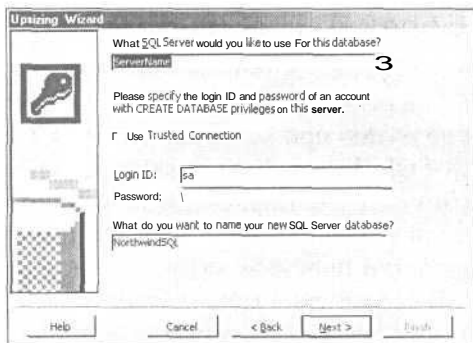 Upsizing Wizard
What SQL Server would you like to use For this database?
ServerName
3
Please specify the login ID and password of an account
with CREATE DATABASE privileges on this server.
Γ Use Trusted Connection
Login ID: sa
Password; \
What do you want to name your new SQL Server database?
NorthwindSQL
Help Cancel < Back Next > Finish